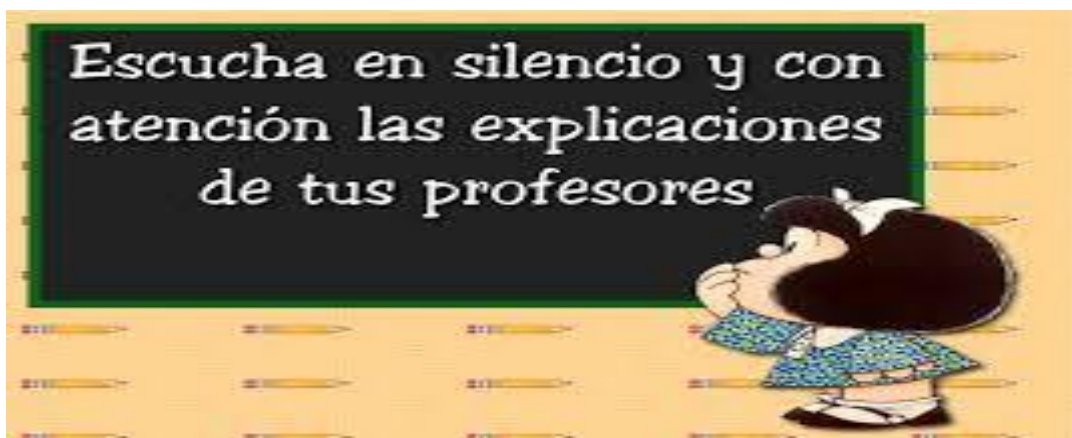 Escucha en silencio y con
atención las explicaciones
de tus profesores